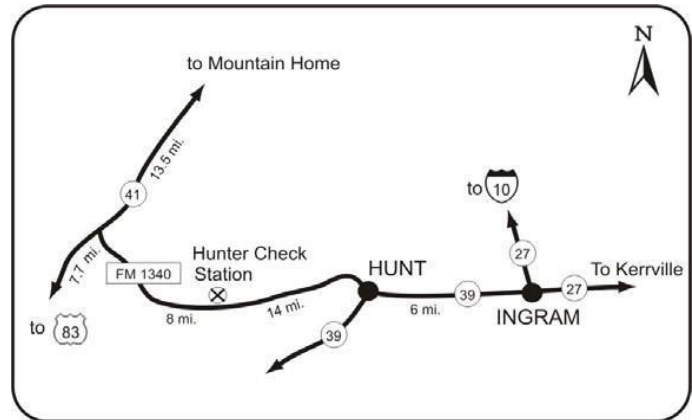 N
to Mountain Home
13.5 mi.
41
to 10
7.7 mi.
27
Hunter Check
Station
HUNT
To Kerrville
FM 1340
39
27
14 mi.
6 mi.
8 mi.
INGRAM
to 83
39